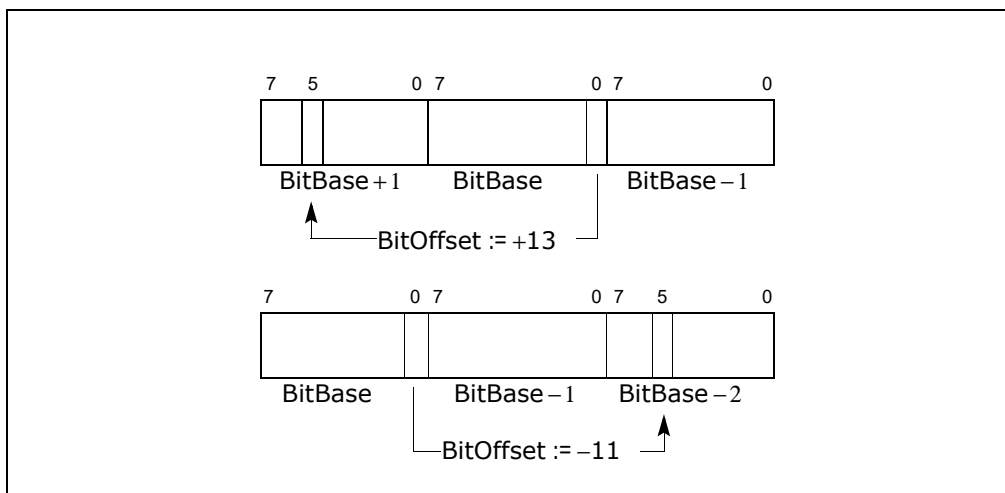 7 5 0 7 0 7 0
BitBase + 1 BitBase BitBase − 1
BitOffset := +13
7 0 7 0 7 5 0
BitBase BitBase − 1 BitBase − 2
BitOffset := −11